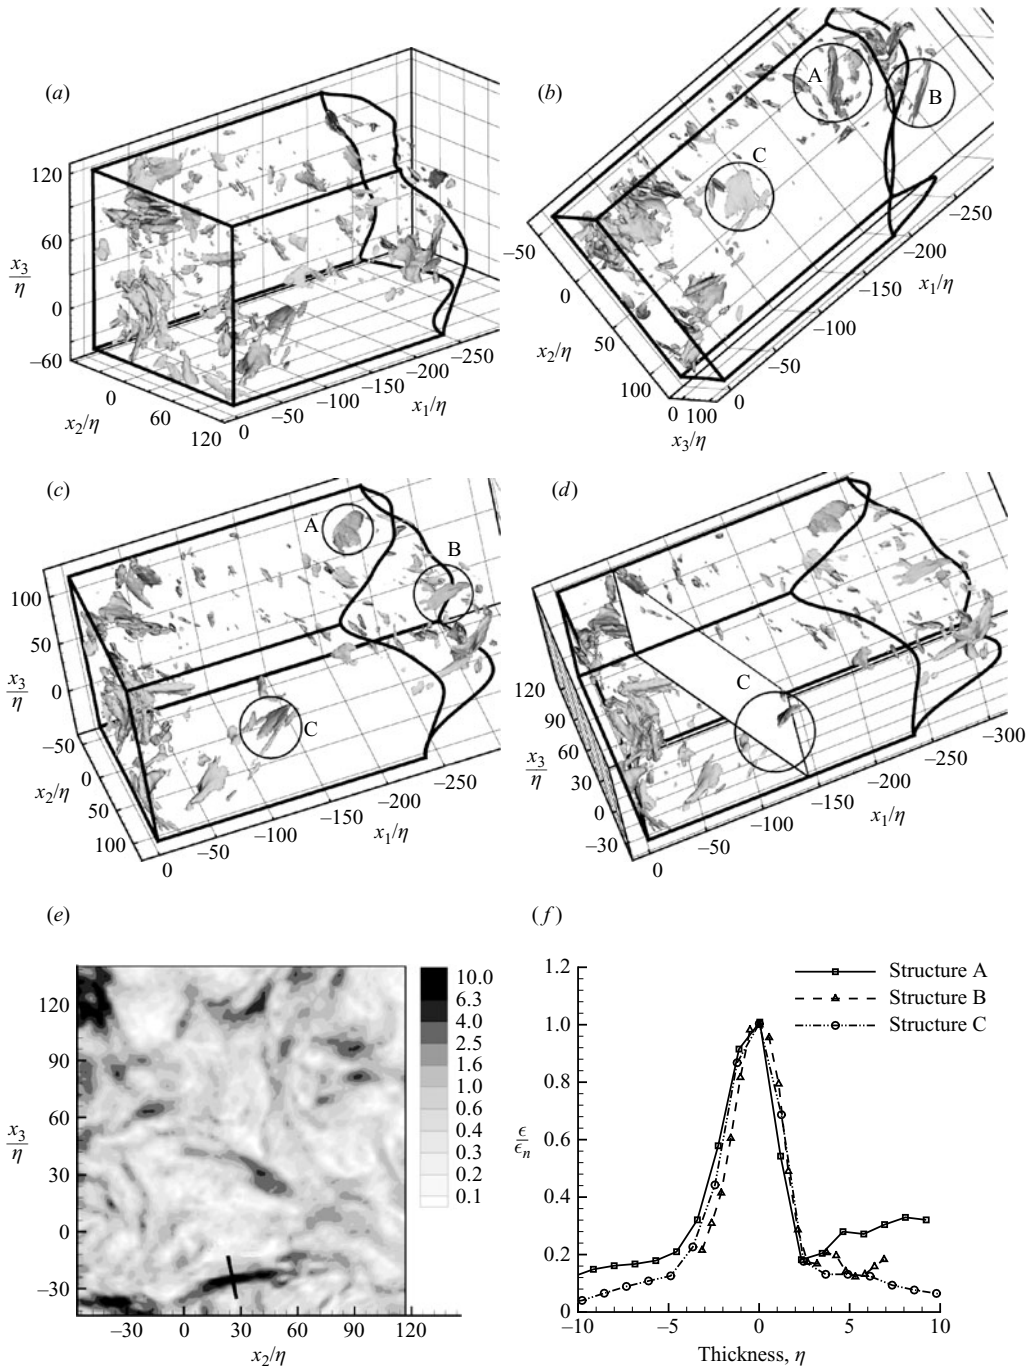 (a)
120
60
x3/η
0
–60
0
60
120
x2/η
0
–50
–100
–150
–200
–250
x1/η
(b)
A
B
C
–50
0
50
100
x2/η
0 100
x3/η
0
–50
–100
–150
–200
–250
x1/η
(c)
A
B
C
100
50
x3/η
0
–50
0
50
100
x2/η
0
–50
–100
–150
–200
–250
x1/η
(d)
C
120
90
60
30
0
–30
x3/η
0
–50
–100
–150
–200
–250
–300
x1/η
(e)
120
90
60
x3/η
30
0
–30
–30 0 30 60 90 120
x2/η
10.0
6.3
4.0
2.5
1.6
1.0
0.6
0.4
0.3
0.2
0.1
(f)
1.2
1.0
0.8
0.6
ϵ/ϵn
0.4
0.2
0
–10 –5 0 5 10
Thickness, η
Structure A
Structure B
Structure C